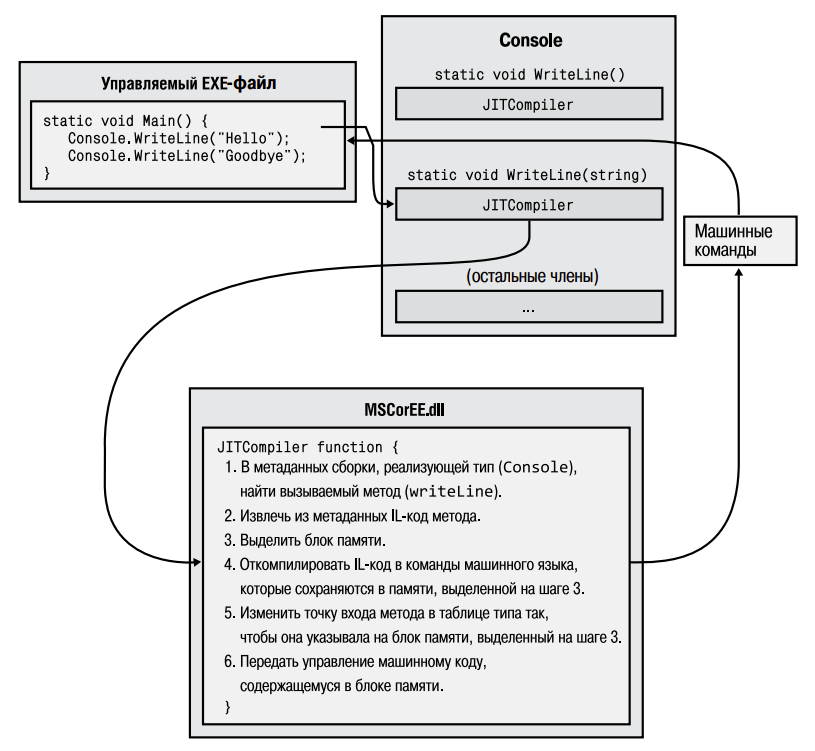 Управляемый EXE-файл
static void Main() {
Console.WriteLine("Hello");
Console.WriteLine("Goodbye");
}
Console
static void WriteLine()
JITCompiler
static void WriteLine(string)
JITCompiler
(остальные члены)
...
Машинные
команды
MSCorEE.dll
JITCompiler function {
1. В метаданных сборки, реализующей тип (Console),
найти вызываемый метод (writeLine).
2. Извлечь из метаданных IL-код метода.
3. Выделить блок памяти.
4. Откомпилировать IL-код в команды машинного языка,
которые сохраняются в памяти, выделенной на шаге 3.
5. Изменить точку входа метода в таблице типа так,
чтобы она указывала на блок памяти, выделенный на шаге 3.
6. Передать управление машинному коду,
содержащемуся в блоке памяти.
}